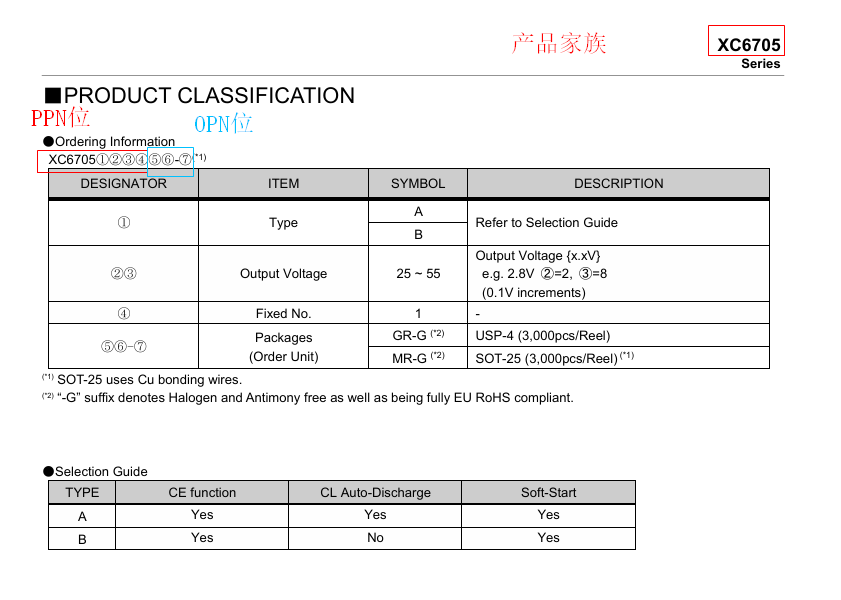 产品家族
XC6705
Series
■PRODUCT CLASSIFICATION
PPN位
OPN位
●Ordering Information
XC6705①②③④⑤⑥-⑦(*1)
DESIGNATOR ITEM SYMBOL DESCRIPTION
① Type A Refer to Selection Guide
B
②③ Output Voltage 25 ~ 55 Output Voltage {x.xV}
e.g. 2.8V ②=2, ③=8
(0.1V increments)
④ Fixed No. 1 -
⑤⑥-⑦ Packages (Order Unit) GR-G (*2) USP-4 (3,000pcs/Reel)
MR-G (*2) SOT-25 (3,000pcs/Reel) (*1)
(*1) SOT-25 uses Cu bonding wires.
(*2) “-G” suffix denotes Halogen and Antimony free as well as being fully EU RoHS compliant.
●Selection Guide
TYPE CE function CL Auto-Discharge Soft-Start
A Yes Yes Yes
B Yes No Yes